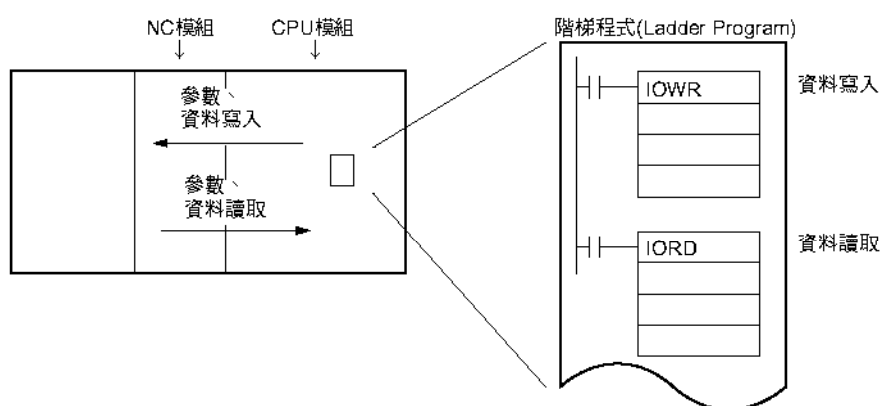 NC模組
CPU模組
階梯程式(Ladder Program)
參數、
資料寫入
參數、
資料讀取
IOWR
資料寫入
IORD
資料讀取